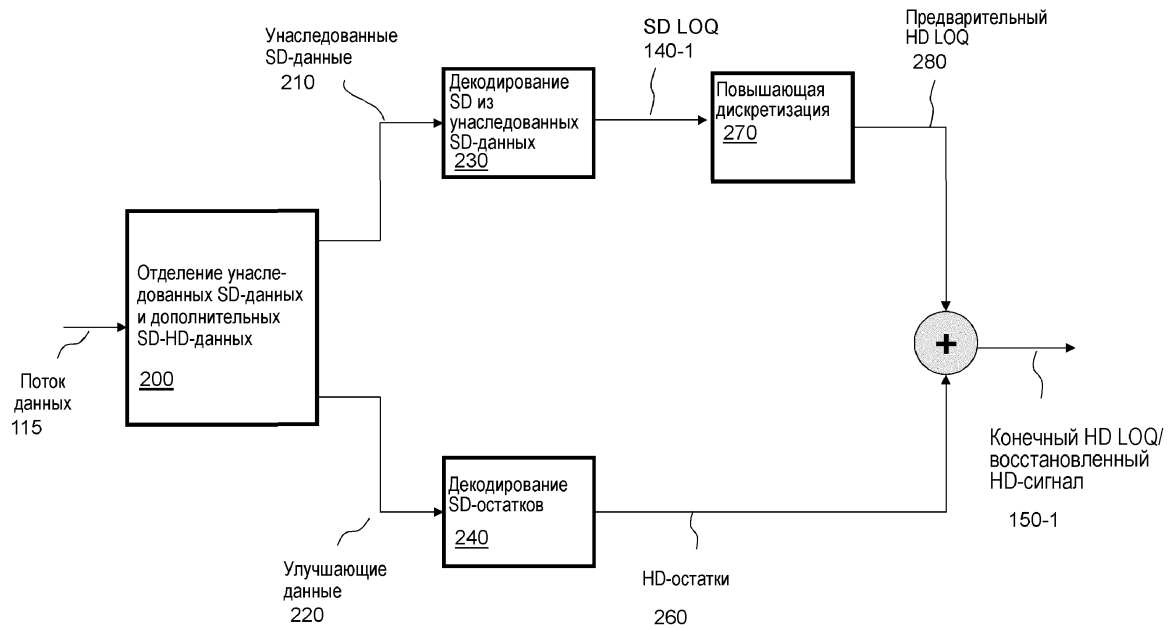 Унаследованные
SD-данные
210
SD LOQ
140-1
Предварительный
HD LOQ
280
Декодирование
SD из
унаследованных
SD-данных
230
Повышающая
дискретизация
270
Отделение унасле-
дованных SD-данных
и дополнительных
SD-HD-данных
200
Поток
данных
115
+
Конечный HD LOQ/
восстановленный
HD-сигнал
150-1
Декодирование
SD-остатков
240
Улучшающие
данные
220
HD-остатки
260